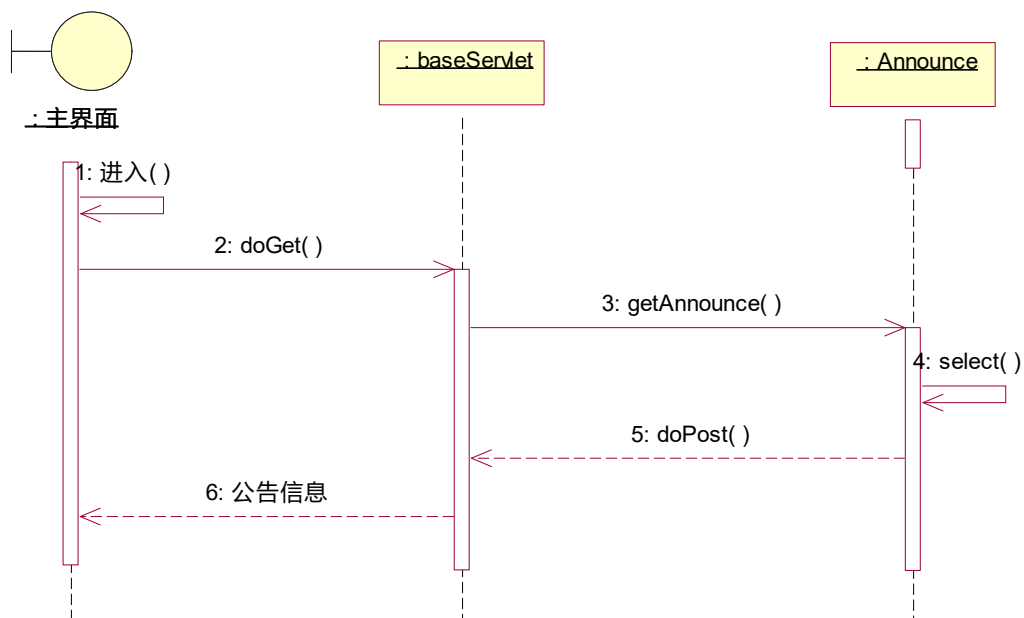 : baseServlet
: Announce
: 主界面
1: 进入( )
2: doGet( )
3: getAnnounce( )
4: select( )
5: doPost( )
6: 公告信息